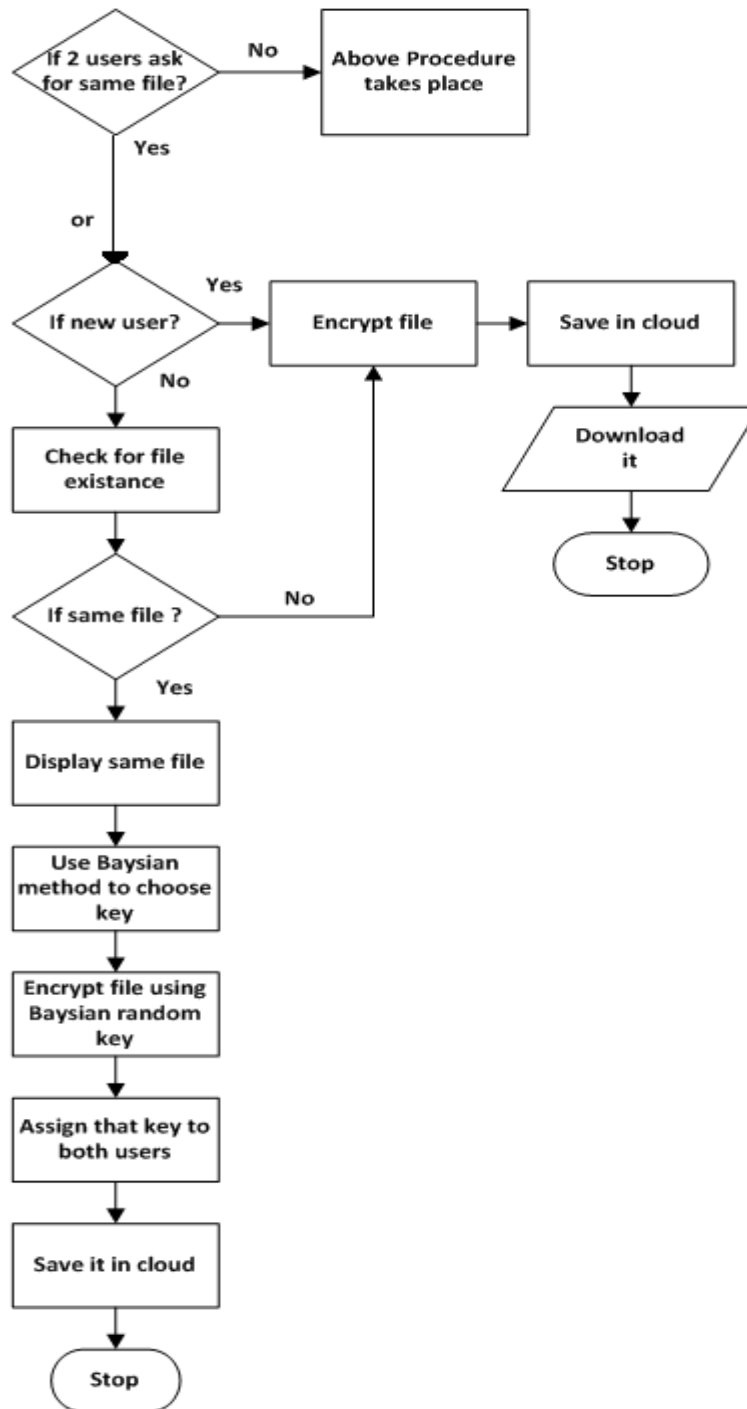 If 2 users ask
for same file?
No
Above Procedure
takes place
Yes
or
If new user?
Yes
Encrypt file
Save in cloud
No
Download
it
Check for file
existance
Stop
If same file ?
No
Yes
Display same file
Use Baysian
method to choose
key
Encrypt file using
Baysian random
key
Assign that key to
both users
Save it in cloud
Stop